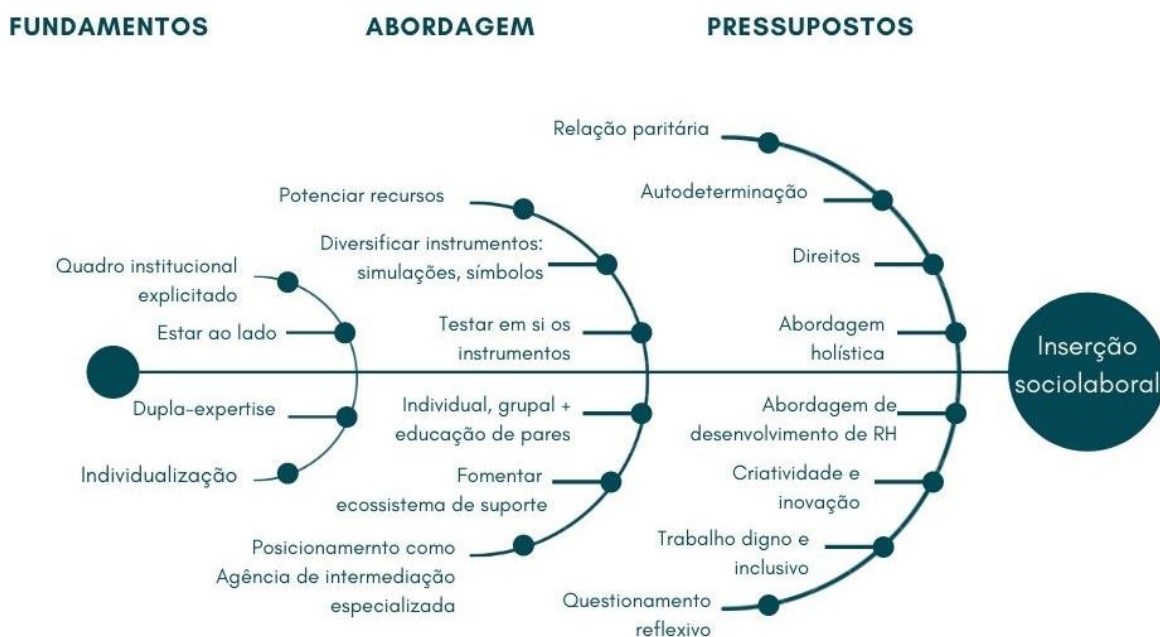 FUNDAMENTOS
ABORDAGEM
PRESSUPOSTOS
Quadro institucional
explicitado
Estar ao lado
Dupla-expertise
Individualização
Potenciar recursos
Diversificar instrumentos:
simulações, símbolos
Testar em si os
instrumentos
Individual, grupal +
educação de pares
Fomentar
ecossistema de suporte
Posicionamernto como
Agência de intermediação
especializada
Relação paritária
Autodeterminação
Direitos
Abordagem
holística
Abordagem de
desenvolvimento de RH
Criatividade e
inovação
Trabalho digno e
inclusivo
Questionamento
reflexivo
Inserção
sociolaboral